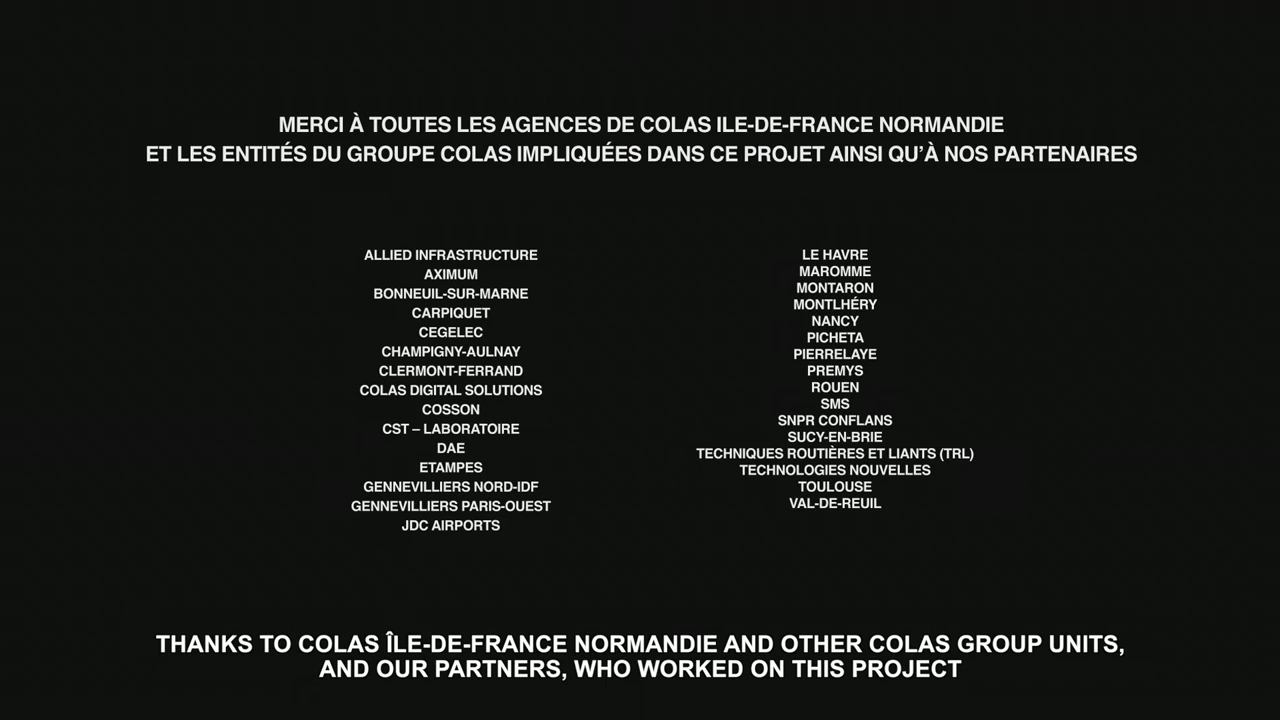 MERCI À TOUTES LES AGENCES DE COLAS ILE-DE-FRANCE NORMANDIE
ET LES ENTITÉS DU GROUPE COLAS IMPLIQUÉES DANS CE PROJET AINSI QU’À NOS PARTENAIRES
ALLIED INFRASTRUCTURE
AXIMUM
BONNEUIL-SUR-MARNE
CARPIQUET
CEGELEC
CHAMPIGNY-AULNAY
CLERMONT-FERRAND
COLAS DIGITAL SOLUTIONS
COSSON
CST – LABORATOIRE
DAE
ETAMPES
GENNEVILLIERS NORD-IDF
GENNEVILLIERS PARIS-OUEST
JDC AIRPORTS
LE HAVRE
MAROMME
MONTARON
MONTLHÉRY
NANCY
PICHETA
PIERRELAYE
PREMYS
ROUEN
SMS
SNPR CONFLANS
SUCY-EN-BRIE
TECHNIQUES ROUTIÈRES ET LIANTS (TRL)
TECHNOLOGIES NOUVELLES
TOULOUSE
VAL-DE-REUIL
THANKS TO COLAS ÎLE-DE-FRANCE NORMANDIE AND OTHER COLAS GROUP UNITS,
AND OUR PARTNERS, WHO WORKED ON THIS PROJECT